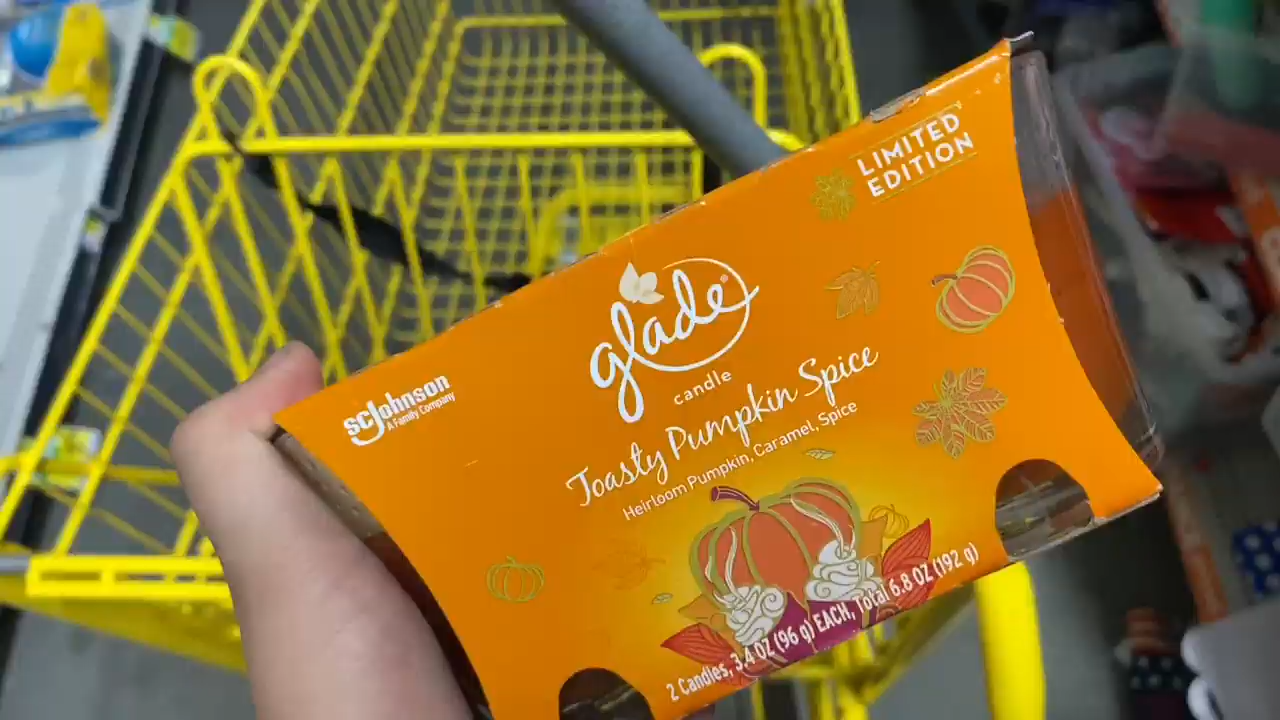 LIMITED
EDITION
glade®
candle
SC Johnson
A Family Company
Toasty Pumpkin Spice
Heirloom Pumpkin, Caramel, Spice
2 Candles, 3.4 OZ (96 g) EACH, Total 6.8 OZ (192 g)